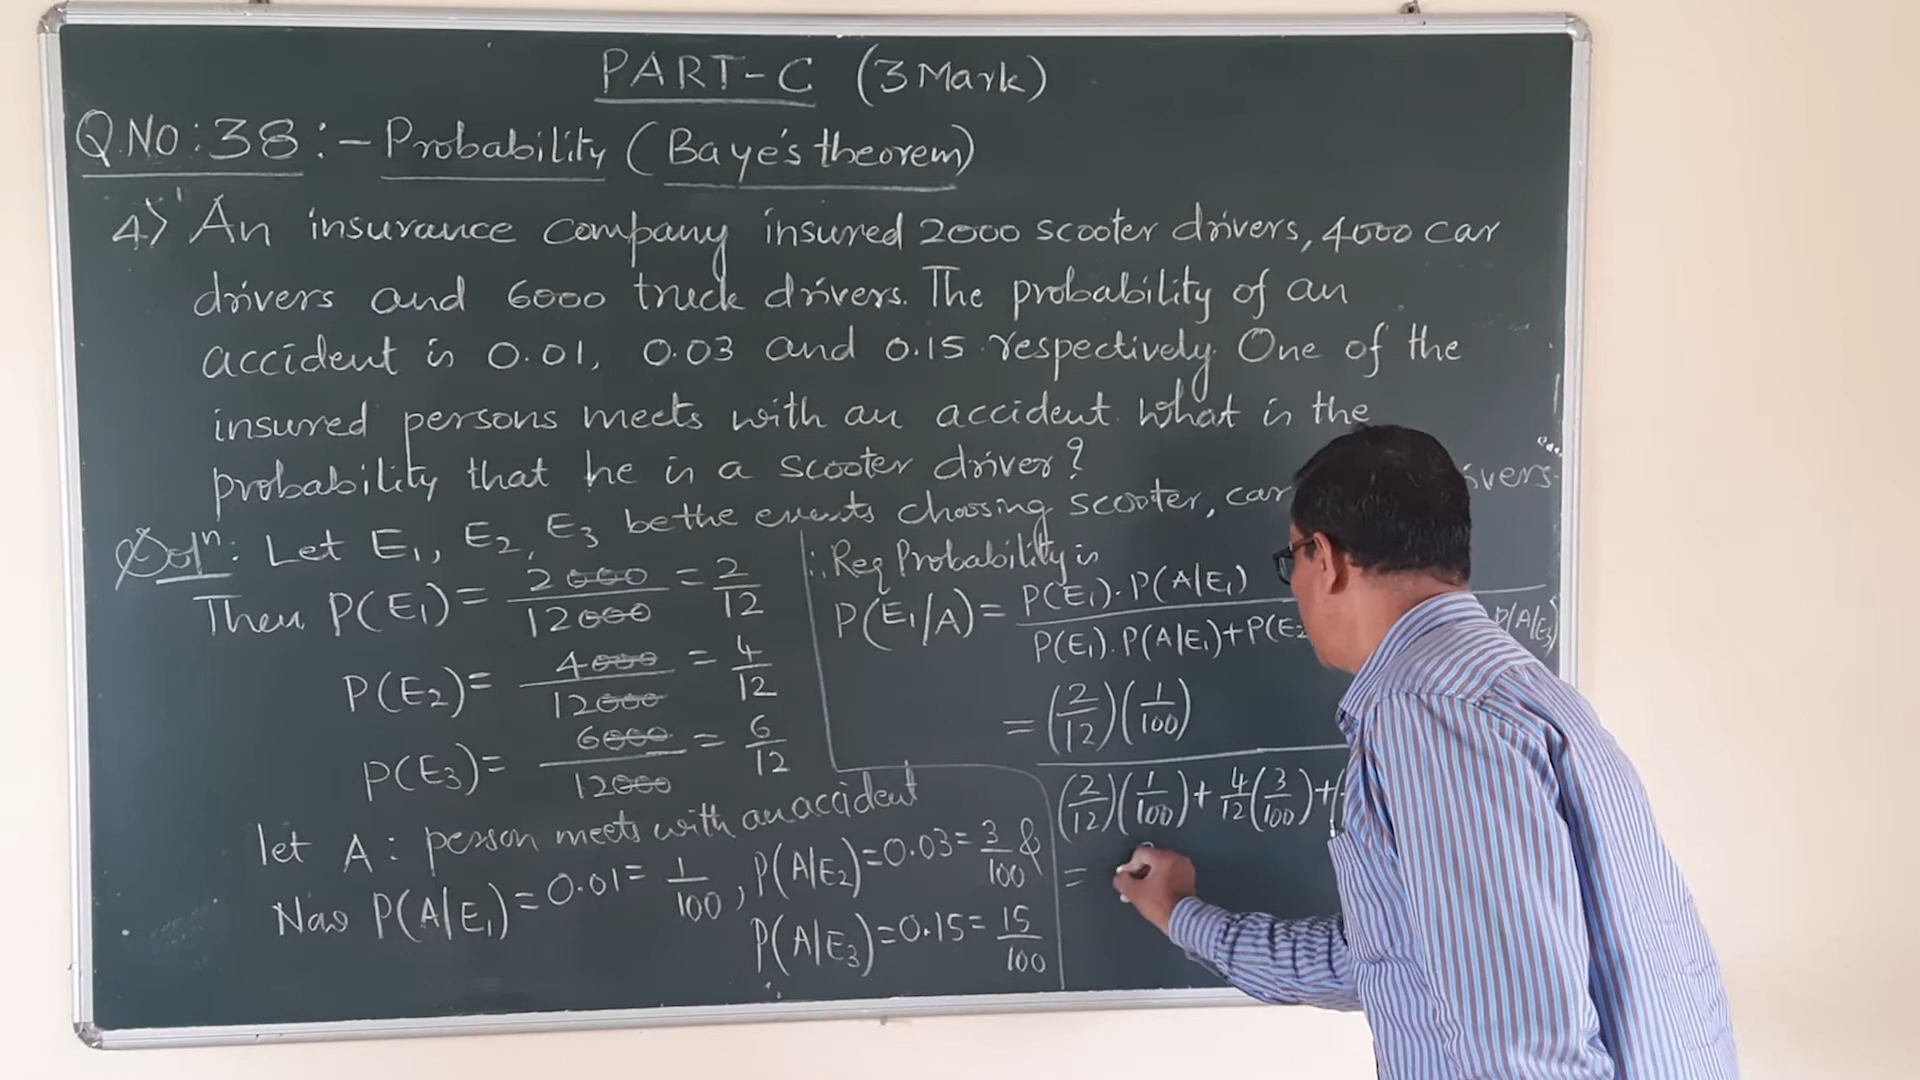 PART-C (3 Mark)
Q.NO:38:- Probability (Baye's theorem)
4) An insurance company insured 2000 scooter drivers, 4000 car
drivers and 6000 truck drivers. The probability of an
accident is 0.01, 0.03 and 0.15 respectively. One of the
insured persons meets with an accident. What is the
probability that he is a scooter driver?
Soln: Let E1, E2, E3 be the events choosing scooter, car
Then P(E1) = 2000/12000 = 2/12
P(E2) = 4000/12000 = 4/12
P(E3) = 6000/12000 = 6/12
let A: person meets with an accident
Now P(A|E1) = 0.01 = 1/100, P(A|E2) = 0.03 = 3/100 &
P(A|E3) = 0.15 = 15/100
∴ Req Probability is
P(E1/A) = P(E1). P(A|E1)
P(E1). P(A|E1) + P(E2 P(A|E3)
= (2/12)(1/100)
(2/12)(1/100) + 4/12(3/100) + (
=